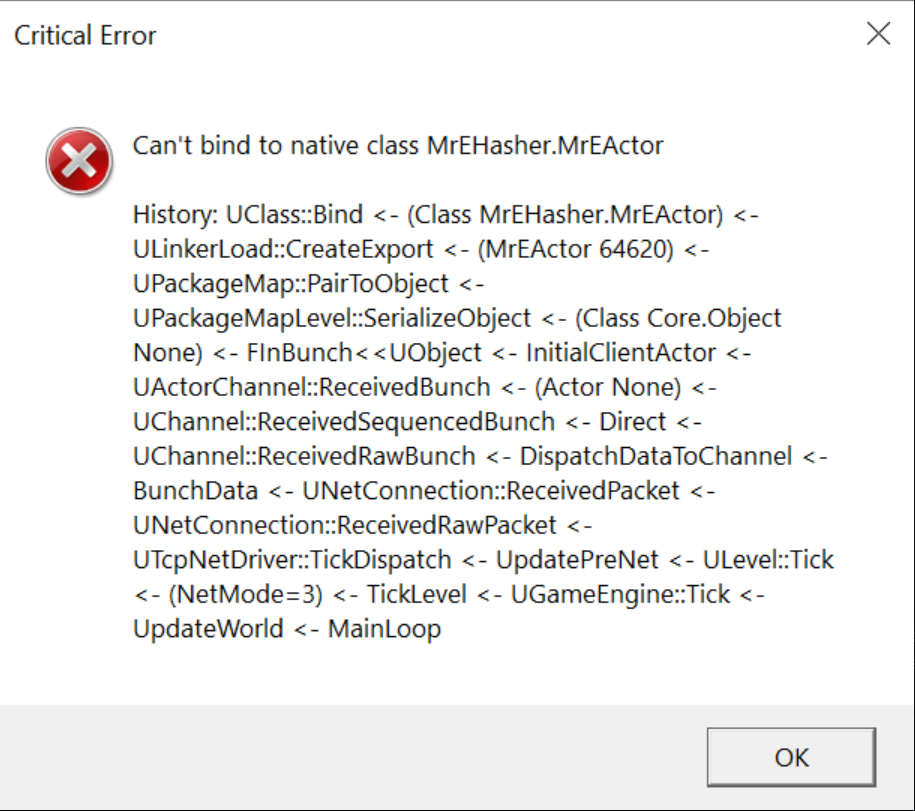 Critical Error
Can't bind to native class MrEHasher.MrEActor
History: UClass::Bind <- (Class MrEHasher.MrEActor) <-
ULinkerLoad::CreateExport <- (MrEActor 64620) <-
UPackageMap::PairToObject <-
UPackageMapLevel::SerializeObject <- (Class Core.Object
None) <- FInBunch<<UObject <- InitialClientActor <-
UActorChannel::ReceivedBunch <- (Actor None) <-
UChannel::ReceivedSequencedBunch <- Direct <-
UChannel::ReceivedRawBunch <- DispatchDataToChannel <-
BunchData <- UNetConnection::ReceivedPacket <-
UNetConnection::ReceivedRawPacket <-
UTcpNetDriver::TickDispatch <- UpdatePreNet <- ULevel::Tick
<- (NetMode=3) <- TickLevel <- UGameEngine::Tick <-
UpdateWorld <- MainLoop
OK